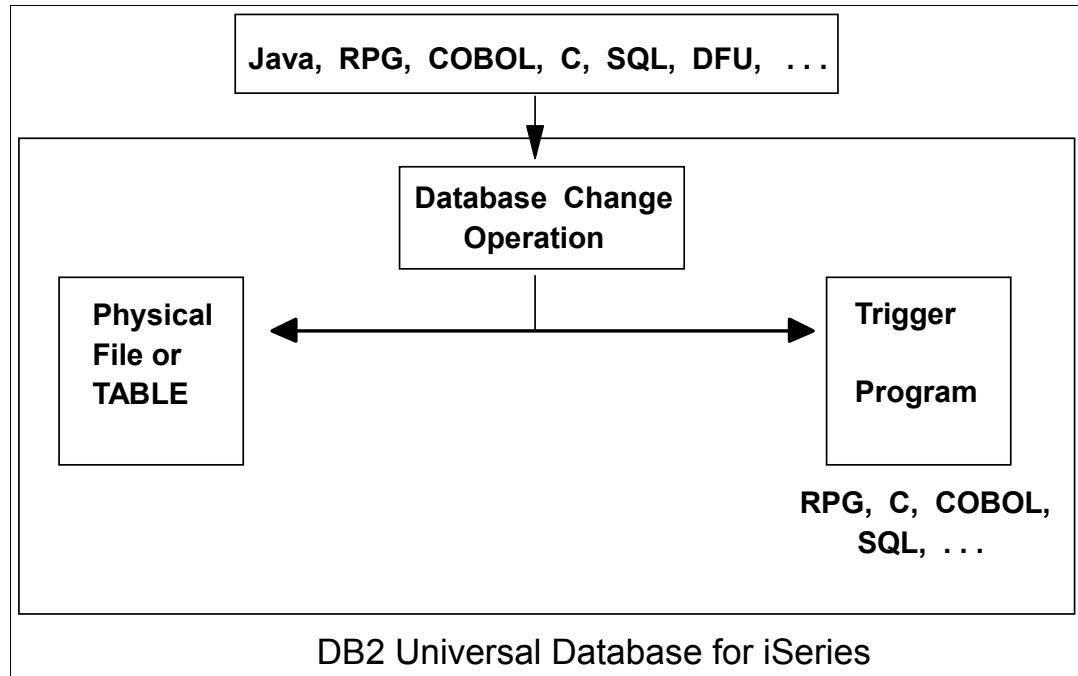 Java, RPG, COBOL, C, SQL, DFU, . . .
Database Change
Operation
Physical
File or
TABLE
Trigger
Program
RPG, C, COBOL,
SQL, . . .
DB2 Universal Database for iSeries